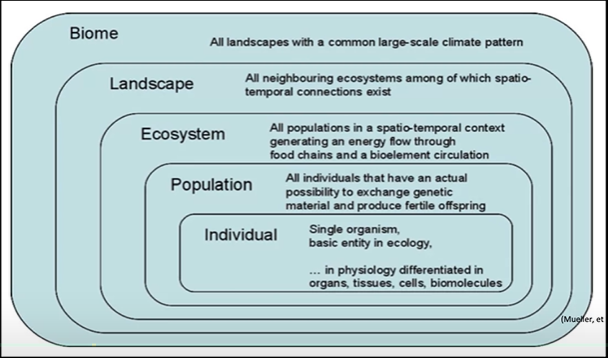 Biome
All landscapes with a common large-scale climate pattern
Landscape
All neighbouring ecosystems among of which spatio-
temporal connections exist
Ecosystem
All populations in a spatio-temporal context
generating an energy flow through
food chains and a bioelement circulation
Population
All individuals that have an actual
possibility to exchange genetic
material and produce fertile offspring
Individual
Single organism,
basic entity in ecology,
... in physiology differentiated in
organs, tissues, cells, biomolecules
(Mueller, et